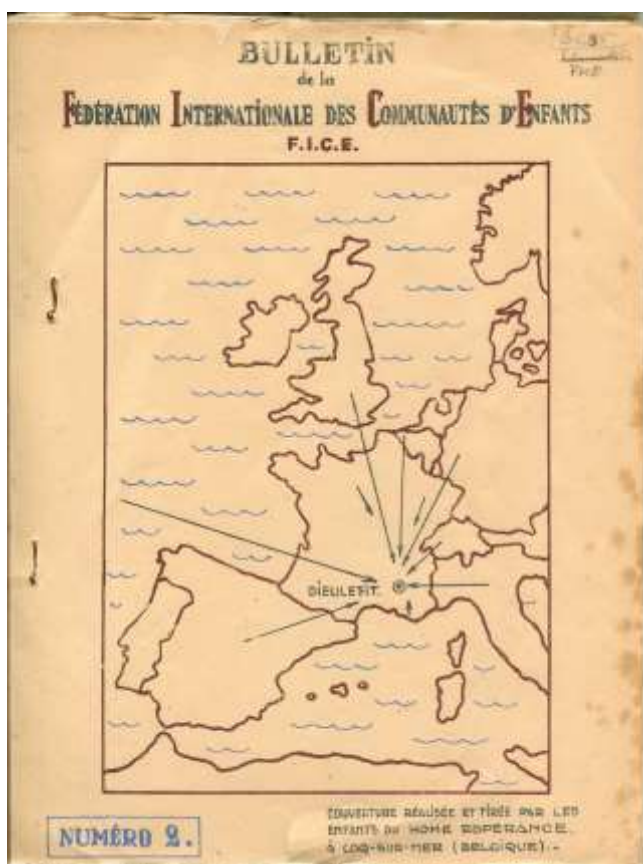 BULLETIN
de la
FÉDÉRATION INTERNATIONALE DES COMMUNAUTÉS D'ENFANTS
F.I.C.E.
DIEULEFIT.
NUMÉRO 2.
COUVERTURE RÉALISÉE ET TIRÉE PAR LES
ENFANTS DU HOME ESPÉRANCE.
À COQ-SUR-MER (BELGIQUE).-